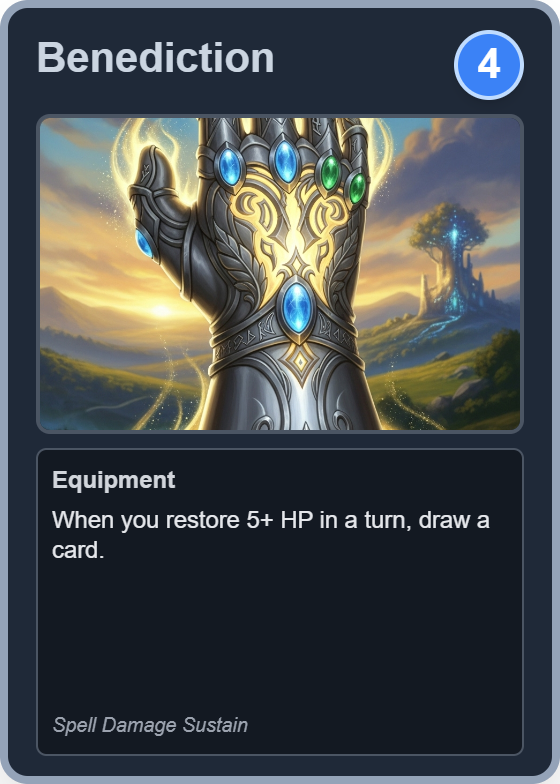 Benediction
4
Equipment
When you restore 5+ HP in a turn, draw a
card.
Spell Damage Sustain